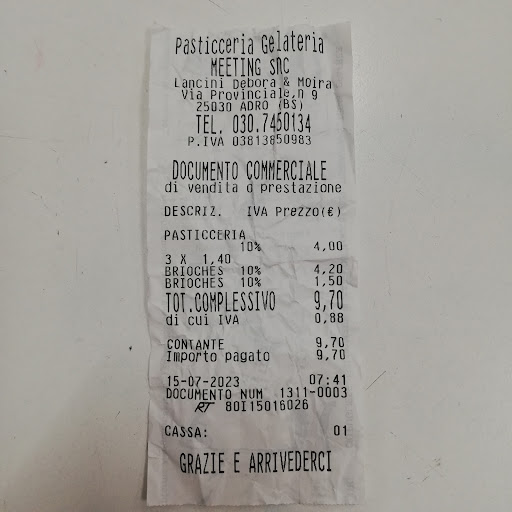 Pasticceria Gelateria
MEETING snc
Lancini Debora & Moira
Via Provinciale,n 9
25030 ADRO (BS)
TEL. 030.7450134
P.IVA 03813850983
DOCUMENTO COMMERCIALE
di vendita o prestazione
DESCRIZ. IVA Prezzo(€)
PASTICCERIA
10% 4,00
3 X 1,40
BRIOCHES 10% 4,20
BRIOCHES 10% 1,50
TOT.COMPLESSIVO 9,70
di cui IVA 0,88
CONTANTE 9,70
Importo pagato 9,70
15-07-2023 07:41
DOCUMENTO NUM 1311-0003
RT 80I15016026
CASSA: 01
GRAZIE E ARRIVEDERCI